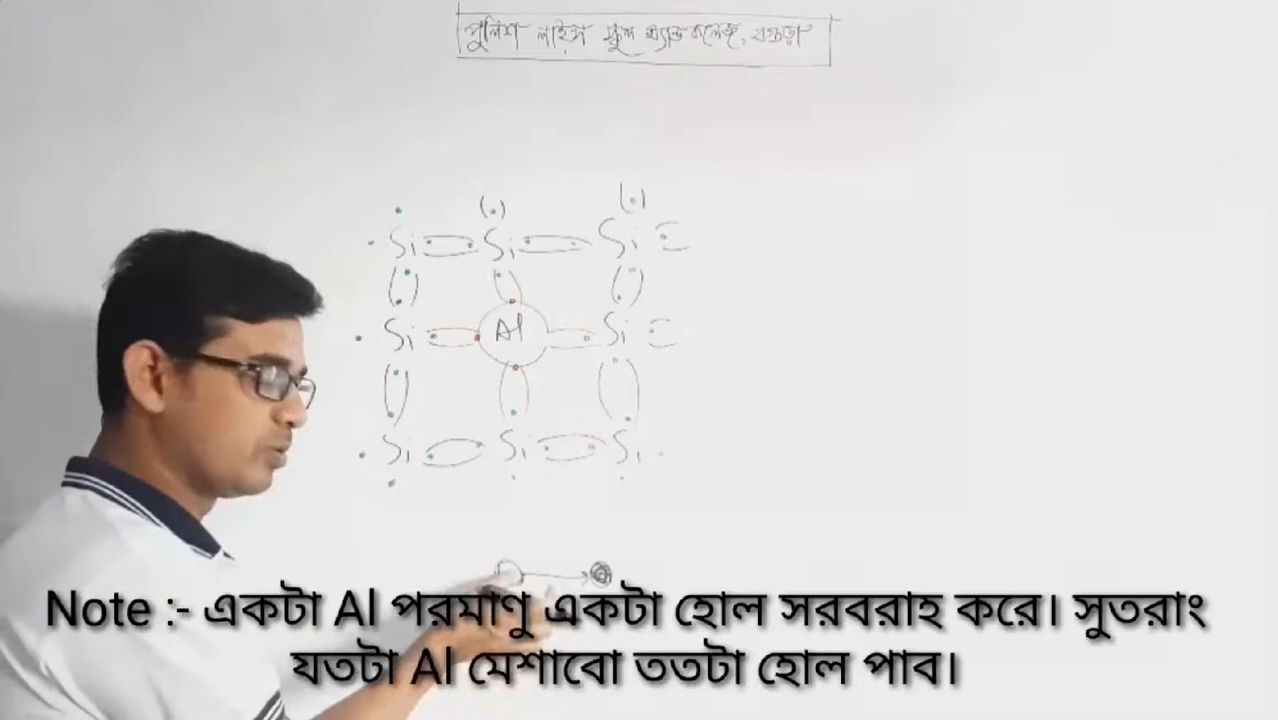 পুলিশ লাইন্স স্কুল অ্যান্ড কলেজ, বগুড়া
(.) (.)
Si Si Si
Si Al Si
Si Si Si
Note :- একটা Al পরমাণু একটা হোল সরবরাহ করে। সুতরাং
যতটা Al মেশাবো ততটা হোল পাব।